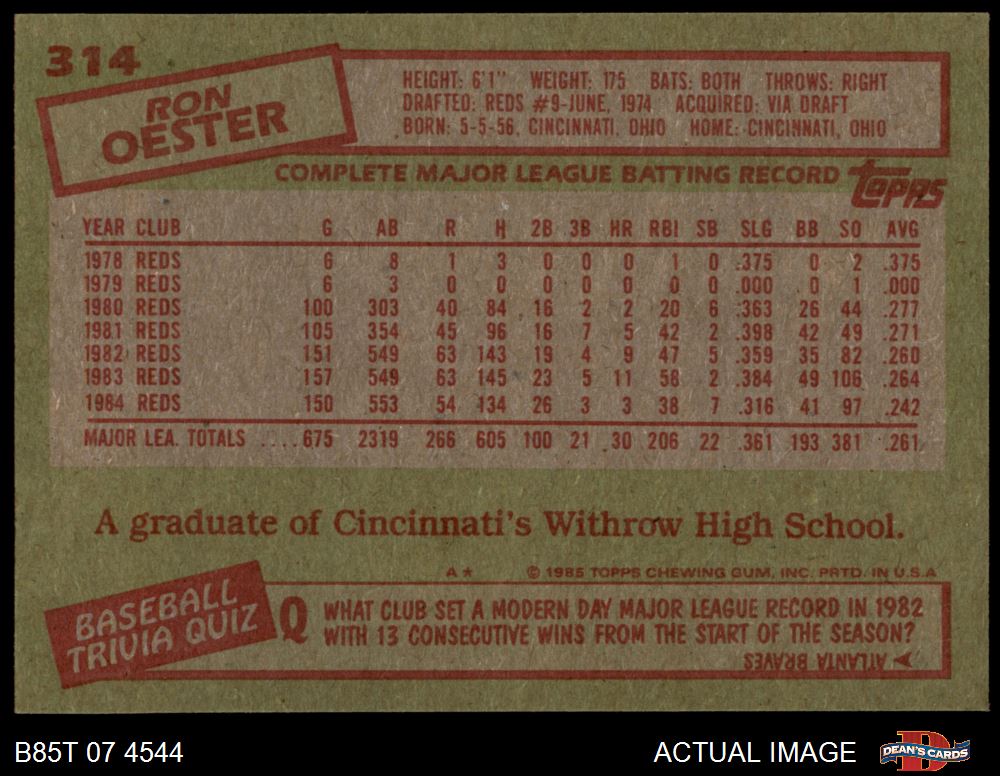 314
RON
OESTER
HEIGHT: 6'1" WEIGHT: 175 BATS: BOTH THROWS: RIGHT
DRAFTED: REDS #9-JUNE, 1974 ACQUIRED: VIA DRAFT
BORN: 5-5-56, CINCINNATI, OHIO HOME: CINCINNATI, OHIO
COMPLETE MAJOR LEAGUE BATTING RECORD TOPPS
YEAR CLUB G AB R H 2B 3B HR RBI SB SLG BB SO AVG
1978 REDS 6 8 1 3 0 0 0 1 0 .375 0 2 .375
1979 REDS 6 3 0 0 0 0 0 0 0 .000 0 1 .000
1980 REDS 100 303 40 84 16 2 2 20 6 .363 26 44 .277
1981 REDS 105 354 45 96 16 7 5 42 2 .398 42 49 .271
1982 REDS 151 549 63 143 19 4 9 47 5 .359 35 82 .260
1983 REDS 157 549 63 145 23 5 11 58 2 .384 49 106 .264
1984 REDS 150 553 54 134 26 3 3 38 7 .316 41 97 .242
MAJOR LEA. TOTALS ....675 2319 266 605 100 21 30 206 22 .361 193 381 .261
A graduate of Cincinnati's Withrow High School.
A* © 1985 TOPPS CHEWING GUM, INC. PRTD. IN U.S.A
BASEBALL
TRIVIA QUIZ
Q WHAT CLUB SET A MODERN DAY MAJOR LEAGUE RECORD IN 1982
WITH 13 CONSECUTIVE WINS FROM THE START OF THE SEASON?
ATLANTA BRAVES
B85T 07 4544
ACTUAL IMAGE
D
DEAN'S CARDS